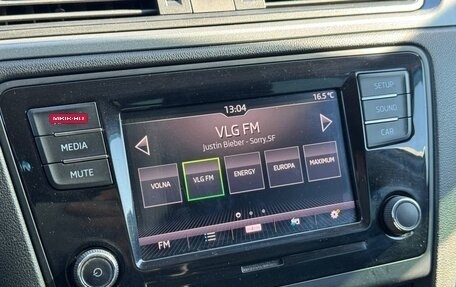 13:04
16.5 °C
VLG FM
Justin Bieber - Sorry,5F
VOLNA
VLG FM
ENERGY
EUROPA
MAXIMUM
FM
MEDIA
MUTE
SETUP
SOUND
CAR